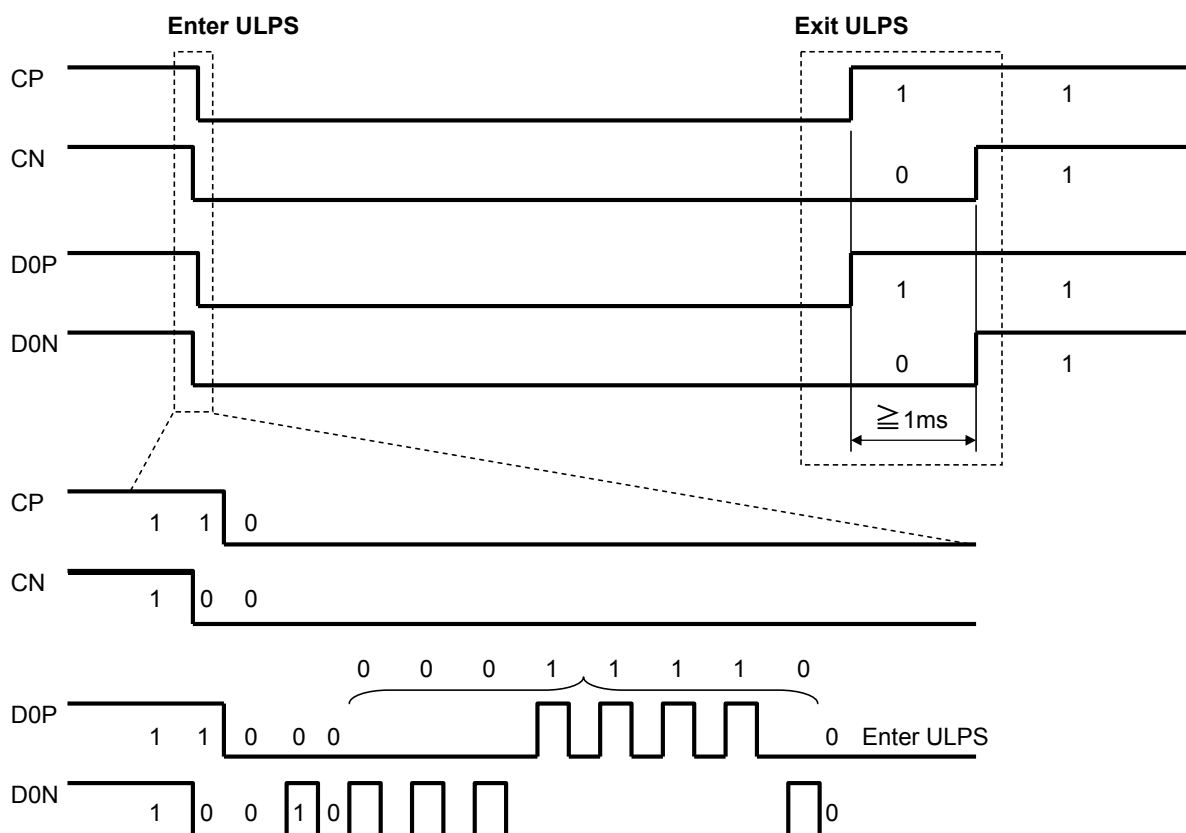 Enter ULPS Exit ULPS
CP
1 1
CN
0 1
D0P
1 1
D0N
0 1
≧1ms
CP
1 1 0
CN
1 0 0
0 0 0 1 1 1 1 0
D0P
1 1 0 0 0 0 Enter ULPS
D0N
1 0 0 1 0 0